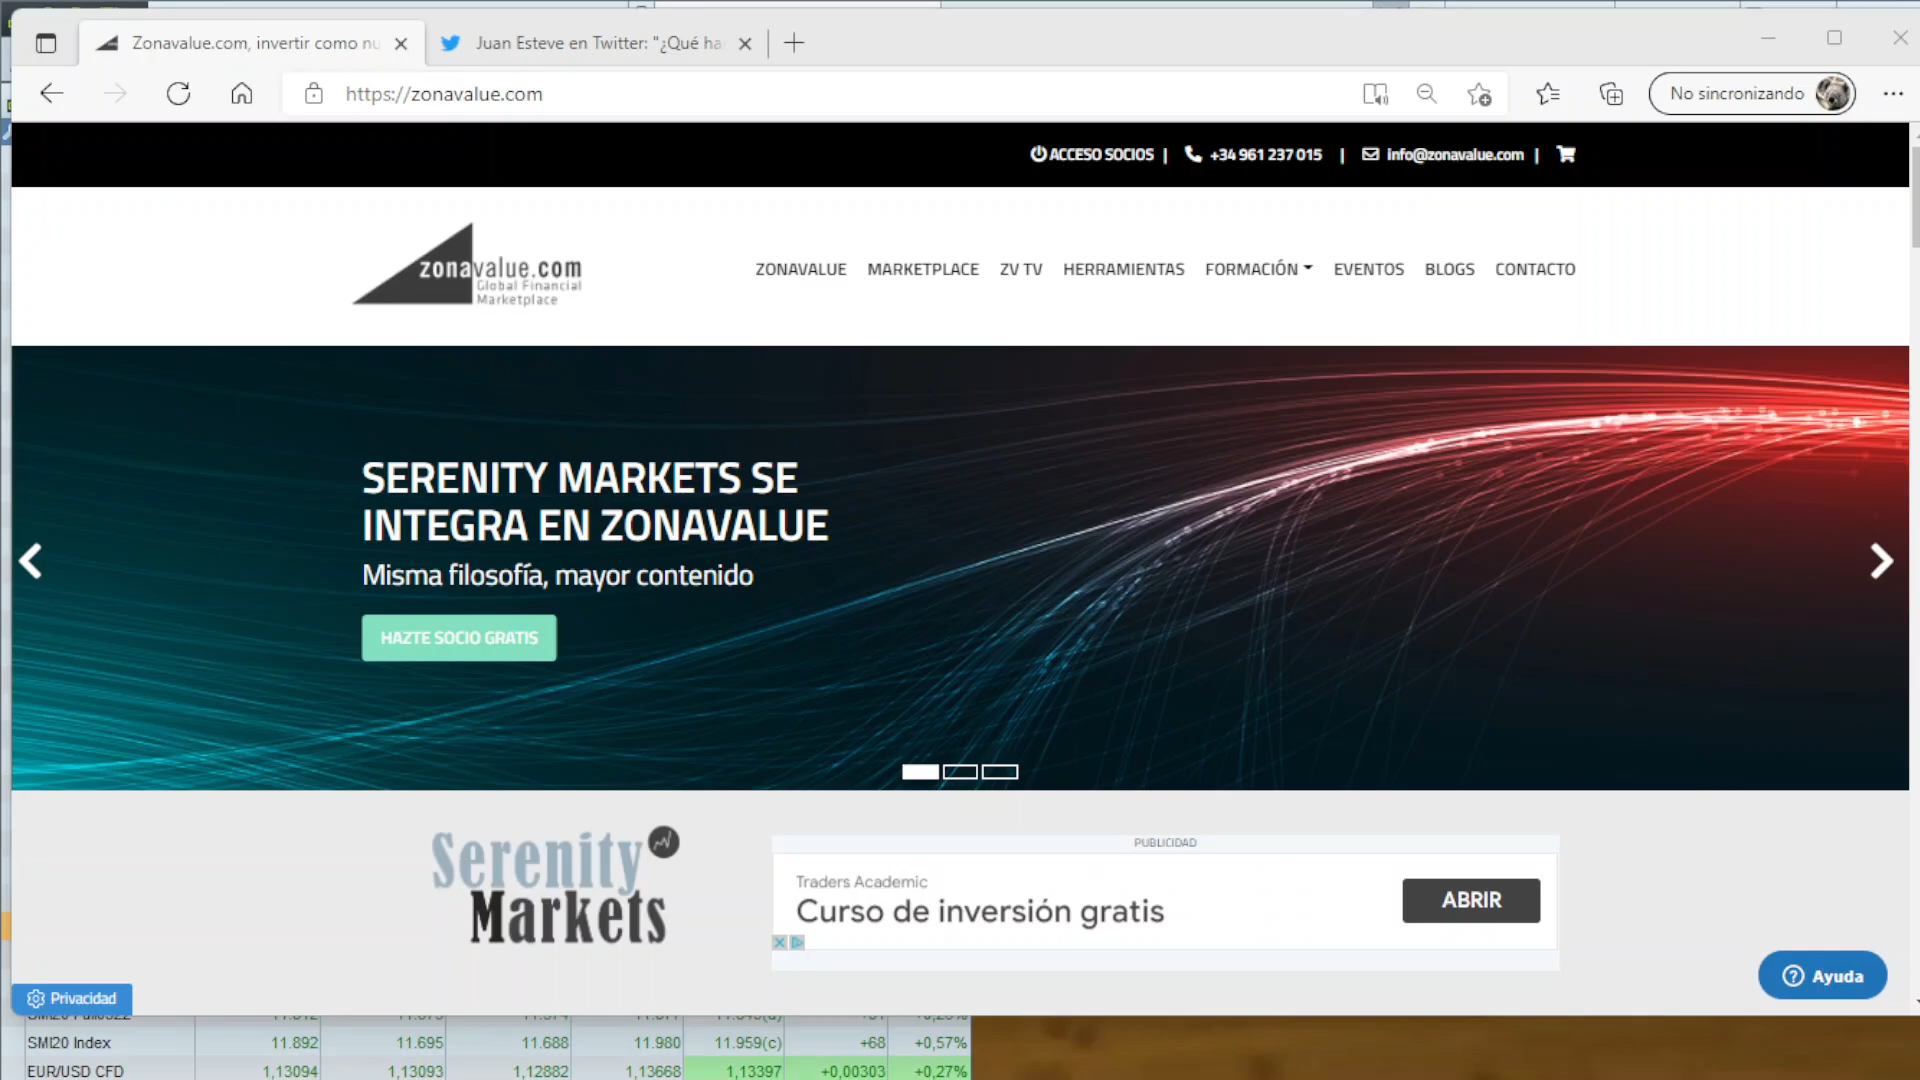 Zonavalue.com, invertir como nu
Juan Esteve en Twitter: "¿Qué ha
https://zonavalue.com
No sincronizando
ACCESO SOCIOS | +34 961 237 015 | info@zonavalue.com |
zonavalue.com
Global Financial
Marketplace
ZONAVALUE MARKETPLACE ZV TV HERRAMIENTAS FORMACIÓN EVENTOS BLOGS CONTACTO
SERENITY MARKETS SE
INTEGRA EN ZONAVALUE
Misma filosofía, mayor contenido
HAZTE SOCIO GRATIS
Serenity
Markets
PUBLICIDAD
Traders Academic
Curso de inversión gratis
ABRIR
Ayuda
Privacidad
SMI20 Index 11.892 11.695 11.688 11.980 11.959(c) +68 +0,57%
EUR/USD CFD 1,13094 1,13093 1,12882 1,13668 1,13397 +0,00303 +0,27%